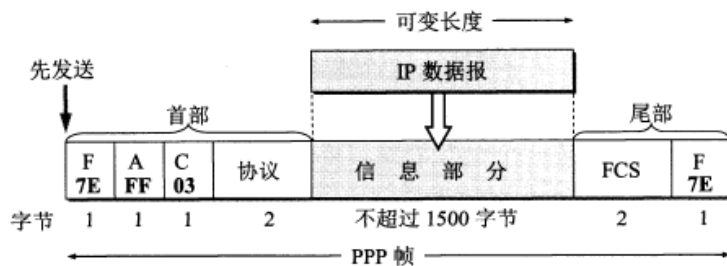 可变长度
IP 数据报
先发送
首部
尾部
F A C 协议 信息部分 FCS F
7E FF 03 7E
字节 1 1 1 2 不超过 1500 字节 2 1
PPP 帧